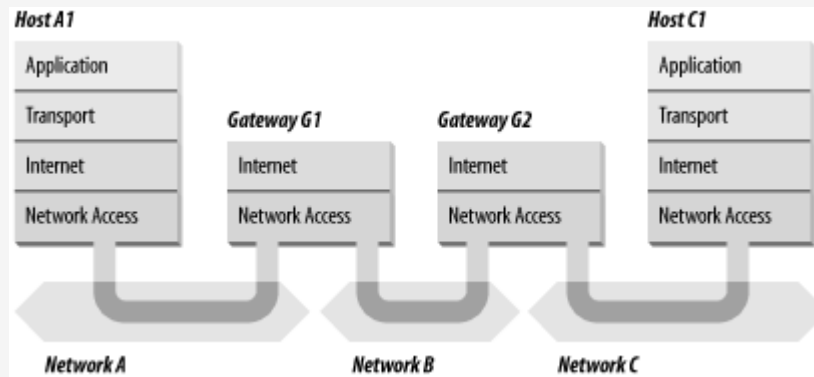 Host A1
Application
Transport
Internet
Network Access
Gateway G1
Internet
Network Access
Gateway G2
Internet
Network Access
Host C1
Application
Transport
Internet
Network Access
Network A
Network B
Network C